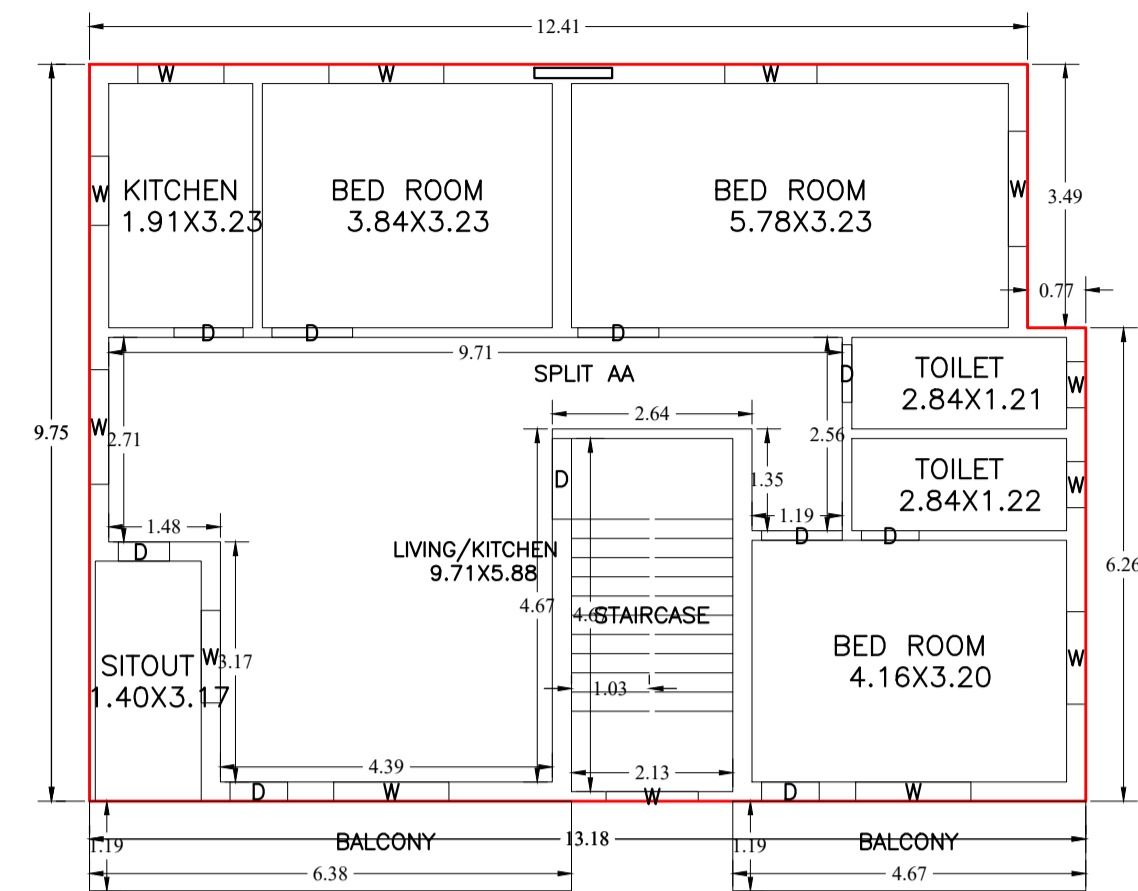 12.41
W
W
W
KITCHEN
1.91X3.23
BED ROOM
3.84X3.23
BED ROOM
5.78X3.23
W
W
3.49
0.77
D
D
D
9.71
SPLIT AA
D
TOILET
2.84X1.21
W
2.64
9.75
W
2.71
2.56
1.35
D
TOILET
2.84X1.22
W
1.48
1.19
D
D
D
LIVING/KITCHEN
9.71X5.88
6.26
4.67
STAIRCASE
BED ROOM
4.16X3.20
W
SITOUT
1.40X3.17
W
3.17
1.03
4.39
2.13
D
W
W
D
W
1.19
BALCONY
13.18
1.19
BALCONY
6.38
4.67